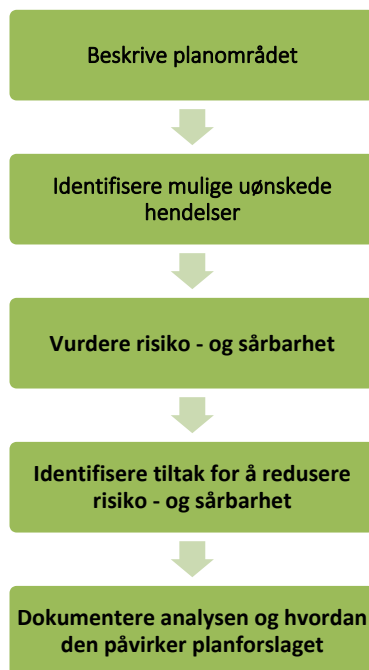 Beskrive planområdet
Identifisere mulige uønskede
hendelser
Vurdere risiko - og sårbarhet
Identifisere tiltak for å redusere
risiko - og sårbarhet
Dokumentere analysen og hvordan
den påvirker planforslaget